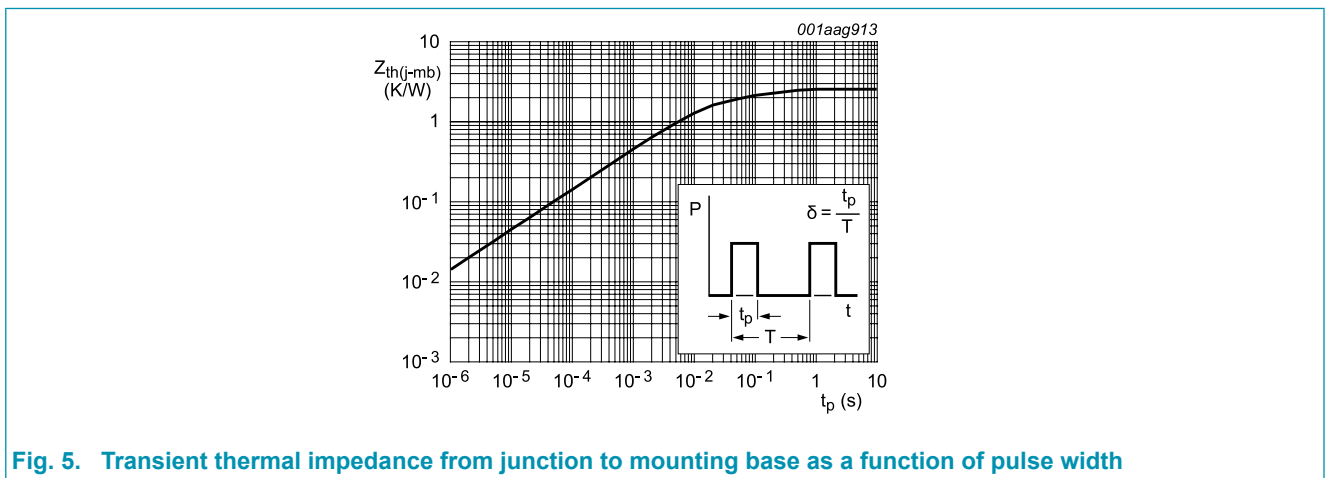 001aag913
10
Zth(j-mb)
(K/W)
1
10-1
10-2
10-3
P
δ = tp
T
tp
T
t
10-6 10-5 10-4 10-3 10-2 10-1 1 10
tp (s)
Fig. 5. Transient thermal impedance from junction to mounting base as a function of pulse width